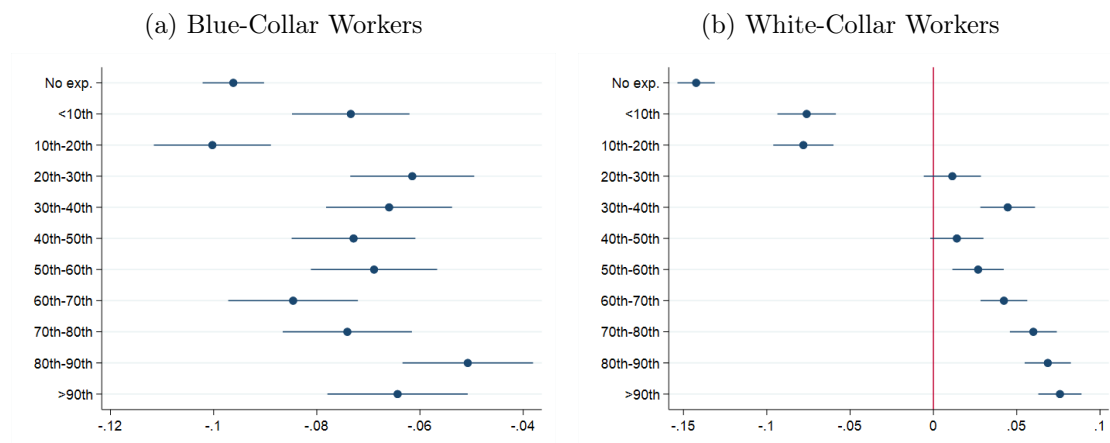 (a) Blue-Collar Workers
No exp.
<10th
10th-20th
20th-30th
30th-40th
40th-50th
50th-60th
60th-70th
70th-80th
80th-90th
>90th
-.12 -.1 -.08 -.06 -.04
(b) White-Collar Workers
No exp.
<10th
10th-20th
20th-30th
30th-40th
40th-50th
50th-60th
60th-70th
70th-80th
80th-90th
>90th
-.15 -.1 -.05 0 .05 .1